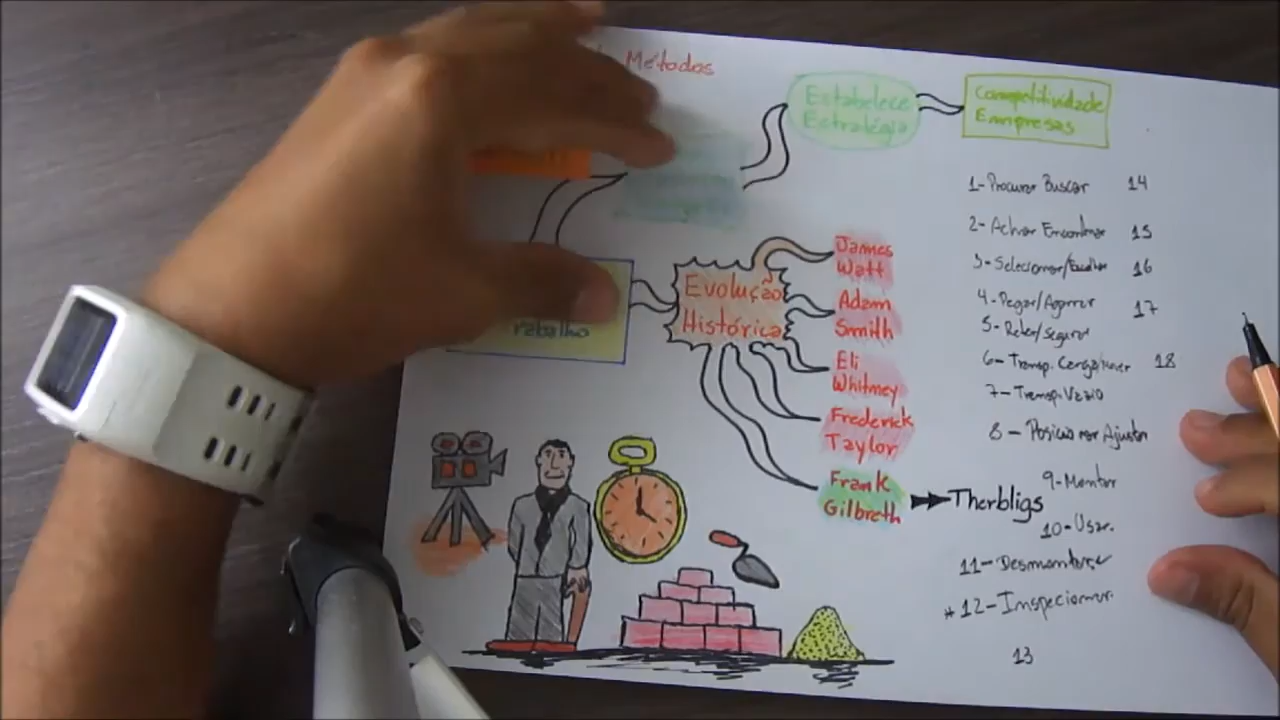 Métodos
Estabelece
Estratégia
Competitividade
Empresas
rabalho
Evolução
Histórica
James
Watt
Adam
Smith
Eli
Whitney
Frederick
Taylor
Frank
Gilbreth
Therbligs
1- Procurar Buscar
2- Achar Encontrar
3- Selecionar/Escolher
4- Pegar/Agarrar
5- Reter/Segurar
6- Transp.
7- Transp. Vazio
8- Posicionar Ajustar
9- Montar
10- Usar.
11- Desmontar
* 12- Inspecionar
13
14
15
16
17
18